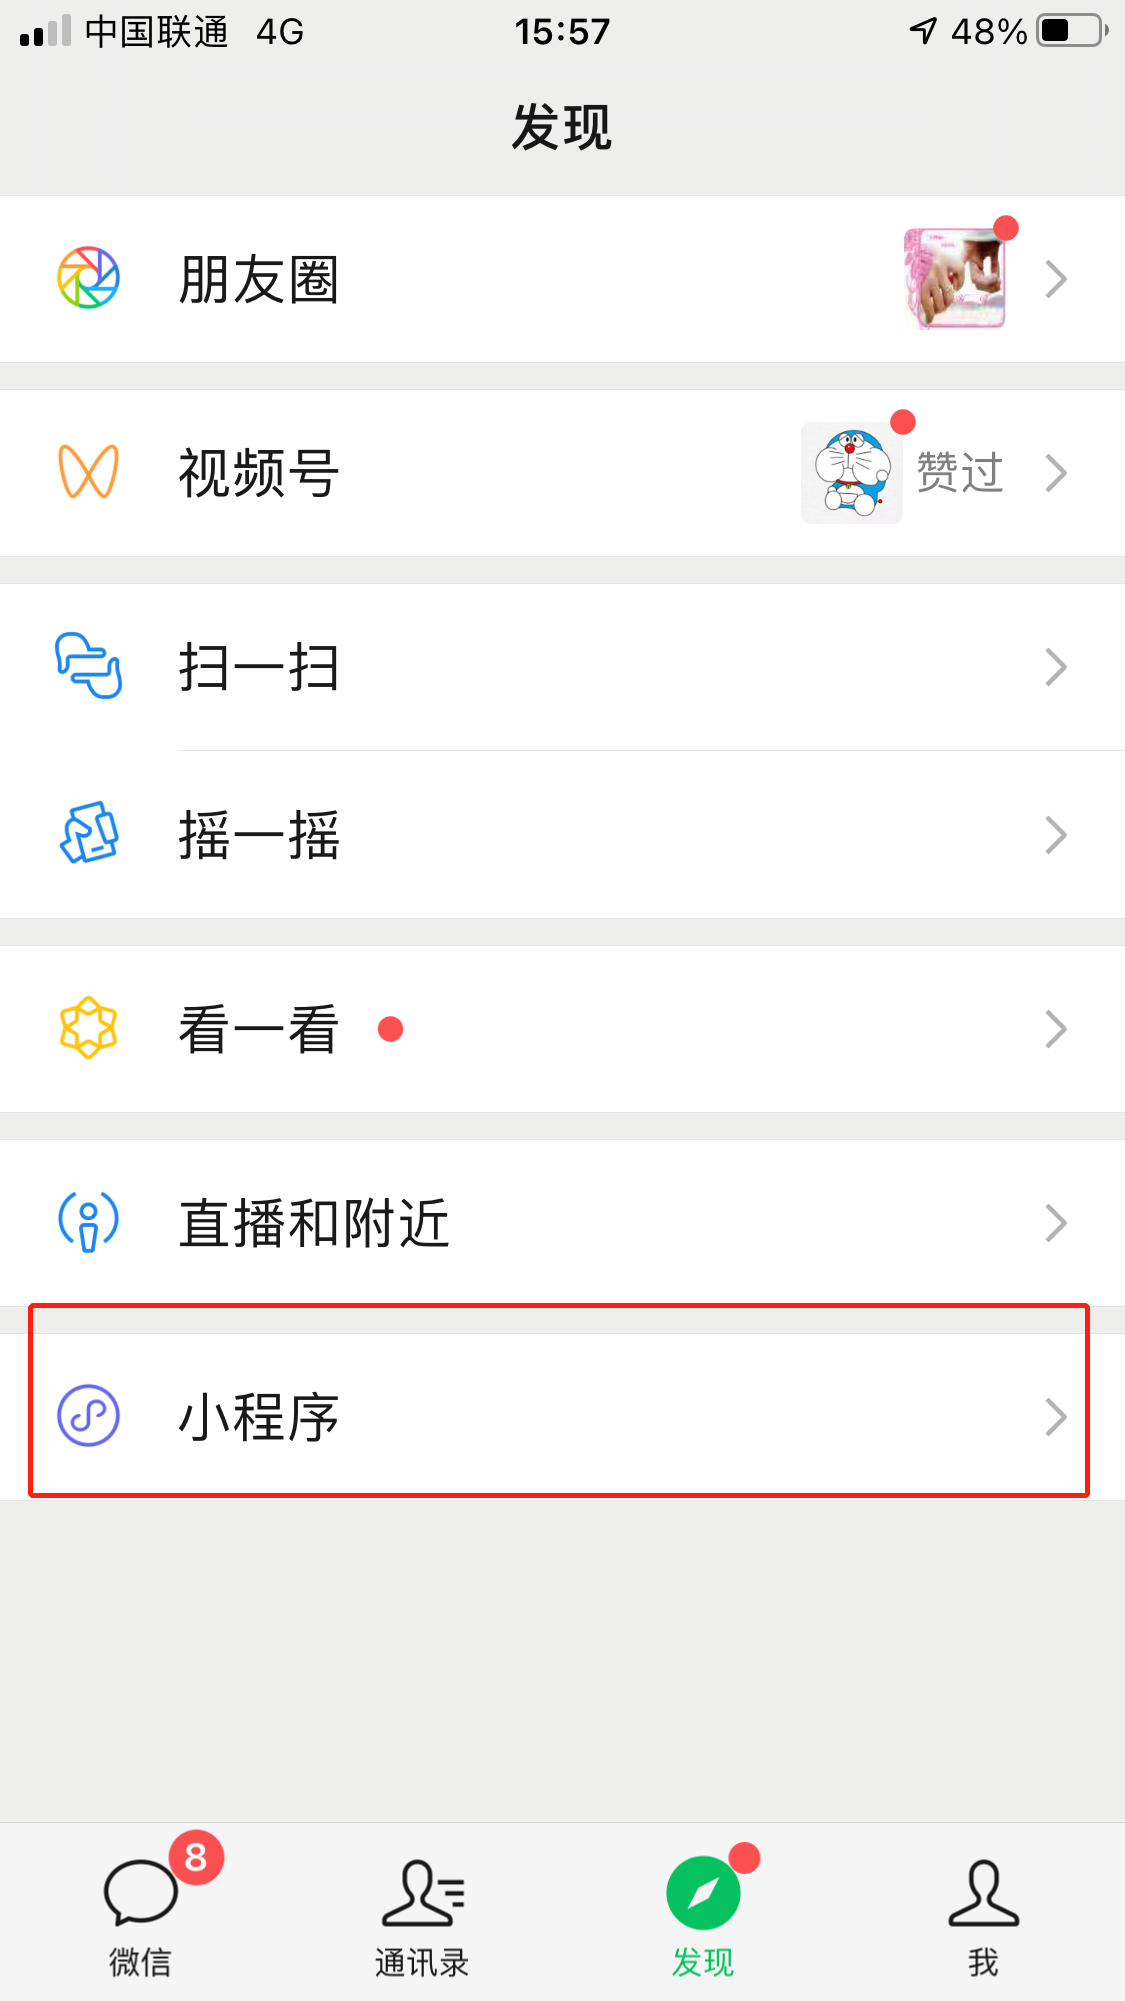 中国联通 4G 15:57 48%
发现
朋友圈
视频号 赞过
扫一扫
摇一摇
看一看
直播和附近
小程序
8
微信 通讯录 发现 我